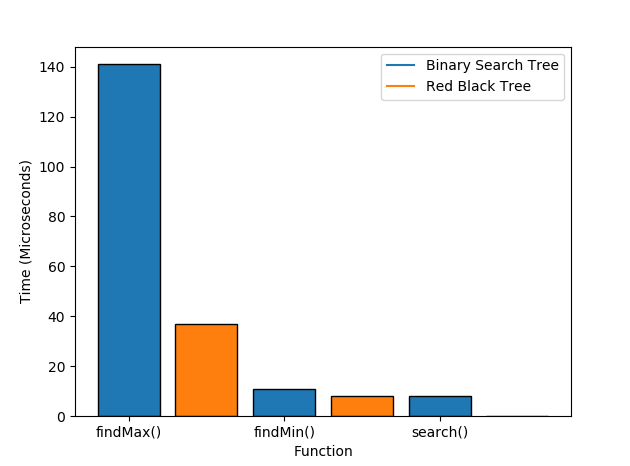 Binary Search Tree
Red Black Tree
140
120
100
80
60
40
20
0
Time (Microseconds)
findMax()
findMin()
search()
Function